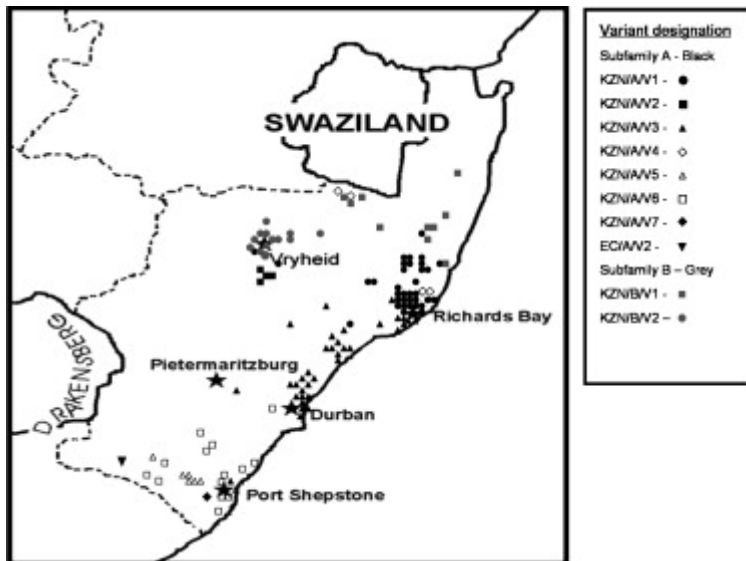 SWAZILAND
Vryheid
Richards Bay
Pietermaritzburg
DRAKENSBERG
Durban
Port Shepstone
Variant designation
Subfamily A - Black
KZN/A/V1 -
KZN/A/V2 -
KZN/A/V3 -
KZN/A/V4 -
KZN/A/V5 -
KZN/A/V6 -
KZN/A/V7 -
EC/A/V2 -
Subfamily B – Grey
KZN/B/V1 -
KZN/B/V2 –